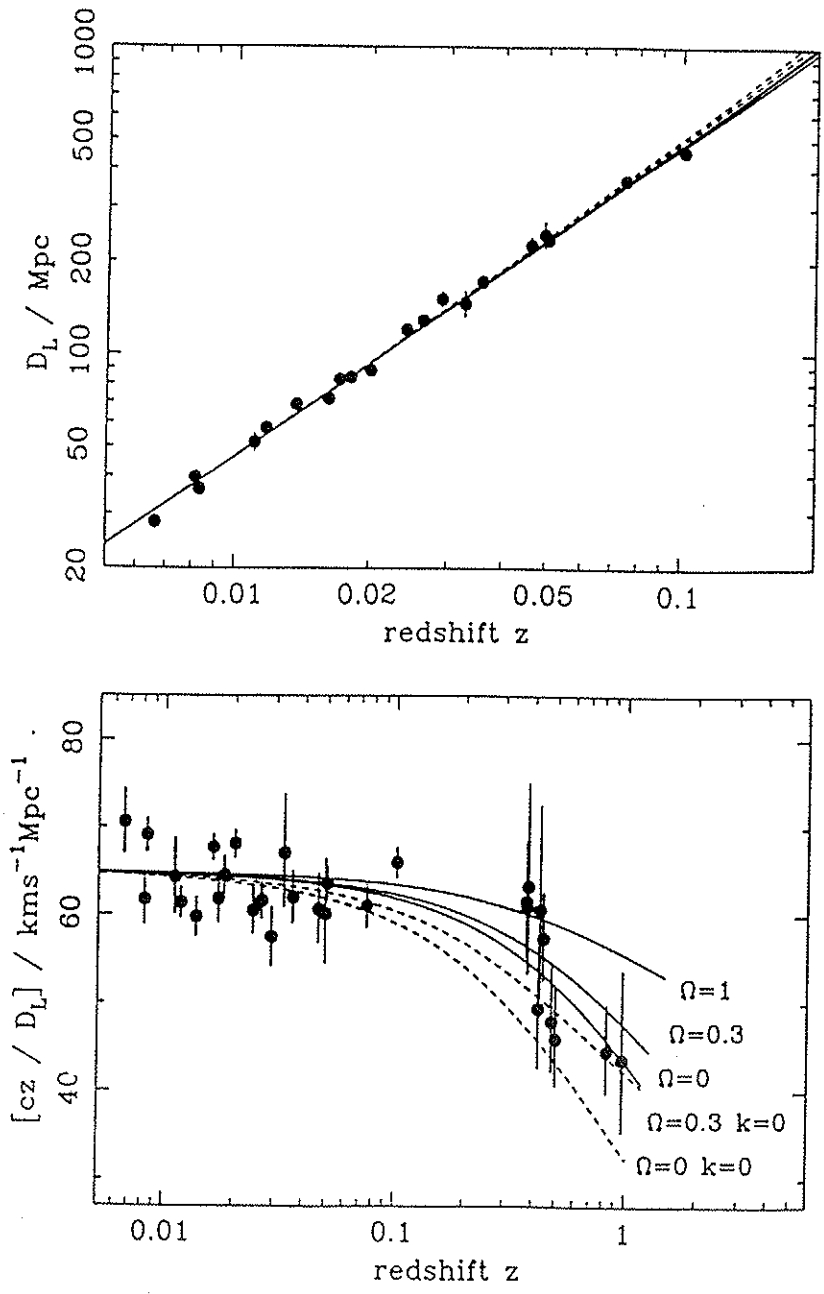 1000
500
200
100
50
20
D_L / Mpc
0.01
0.02
0.05
0.1
redshift z
80
60
40
[cz / D_L] / kms⁻¹Mpc⁻¹
Ω=1
Ω=0.3
Ω=0
Ω=0.3 k=0
Ω=0 k=0
0.01
0.1
1
redshift z